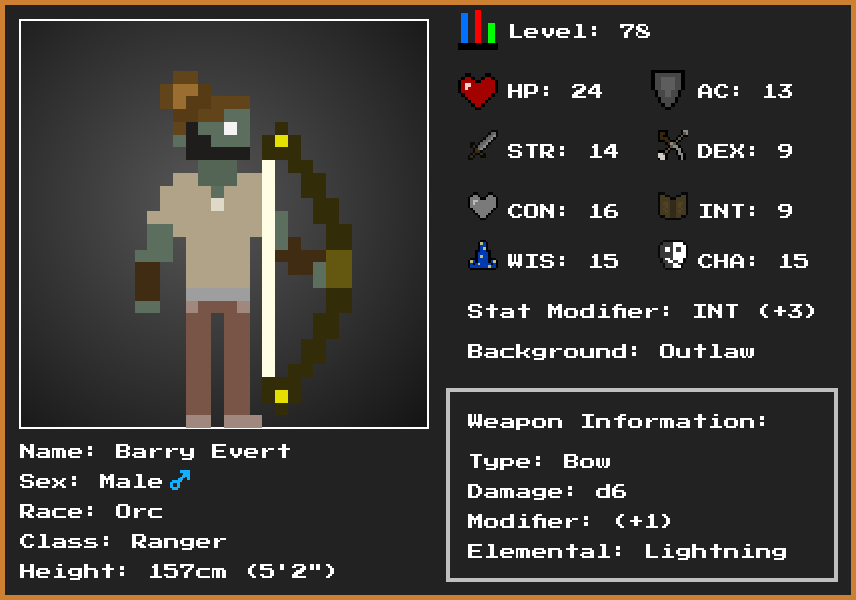 Level: 78
HP: 24
AC: 13
STR: 14
DEX: 9
CON: 16
INT: 9
WIS: 15
CHA: 15
Stat Modifier: INT (+3)
Background: Outlaw
Weapon Information:
Type: Bow
Damage: d6
Modifier: (+1)
Elemental: Lightning
Name: Barry Evert
Sex: Male ♂
Race: Orc
Class: Ranger
Height: 157cm (5'2")